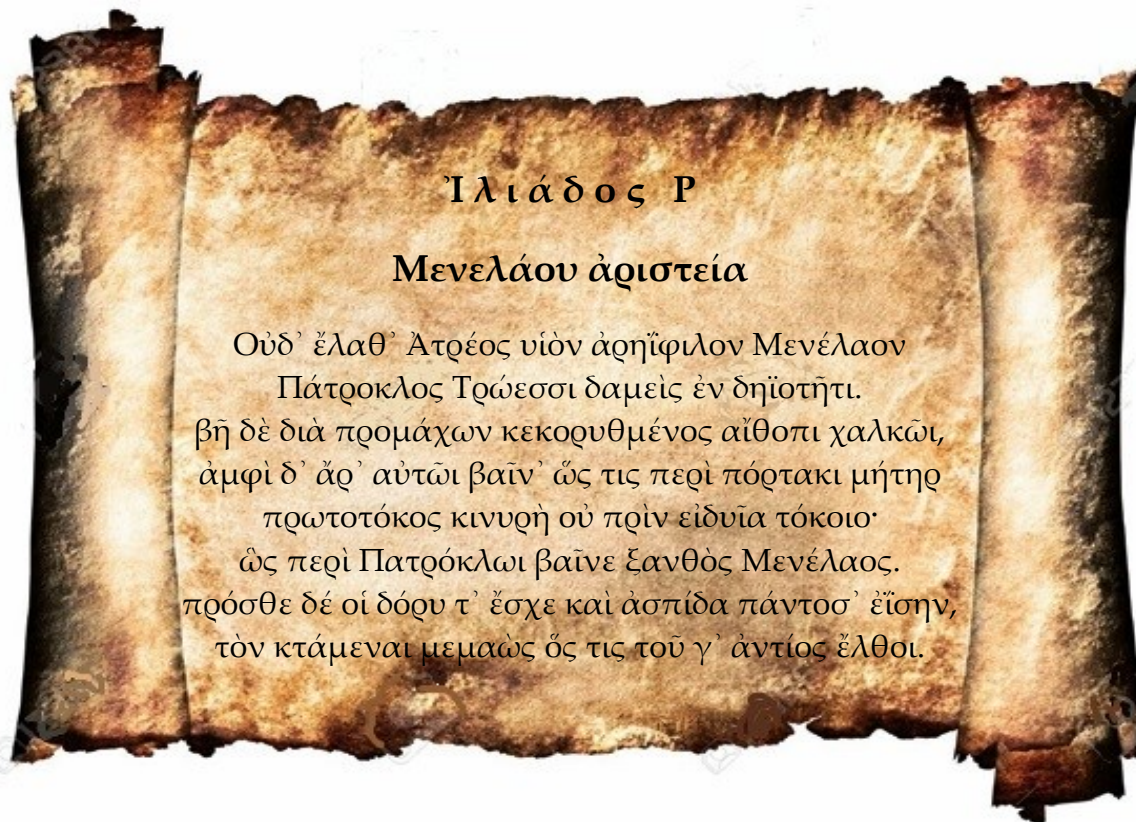 Ἰλιάδος Ρ
Μενελάου ἀριστεία
Οὐδ᾽ ἔλαθ᾽ Ἀτρέος υἱὸν ἀρηΐφιλον Μενέλαον
Πάτροκλος Τρώεσσι δαμεὶς ἐν δηϊοτῆτι.
βῆ δὲ διὰ προμάχων κεκορυθμένος αἴθοπι χαλκῶι,
ἀμφὶ δ᾽ ἄρ᾽ αὐτῶι βαῖν᾽ ὥς τις περὶ πόρτακι μήτηρ
πρωτοτόκος κινυρὴ οὐ πρὶν εἰδυῖα τόκοιο·
ὣς περὶ Πατρόκλωι βαῖνε ξανθὸς Μενέλαος.
πρόσθε δέ οἱ δόρυ τ᾽ ἔσχε καὶ ἀσπίδα πάντοσ᾽ ἐΐσην,
τὸν κτάμεναι μεμαὼς ὅς τις τοῦ γ᾽ ἀντίος ἔλθοι.